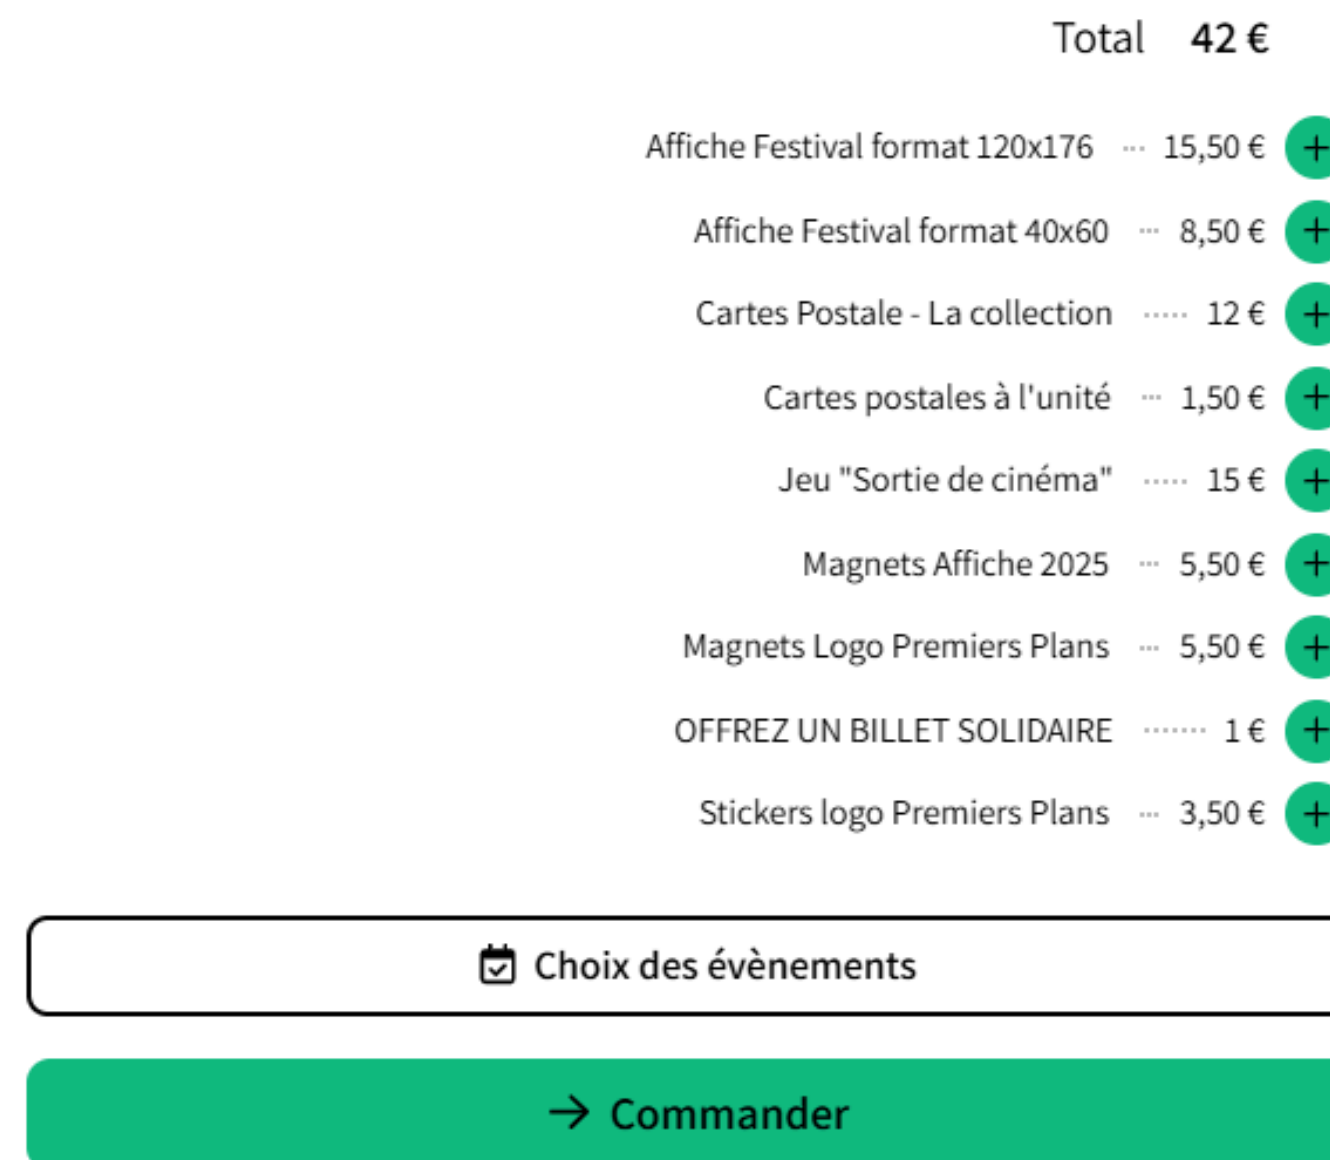 Total 42 €
Affiche Festival format 120x176 ... 15,50 €
Affiche Festival format 40x60 ... 8,50 €
Cartes Postale - La collection ..... 12 €
Cartes postales à l'unité ... 1,50 €
Jeu "Sortie de cinéma" ..... 15 €
Magnets Affiche 2025 ... 5,50 €
Magnets Logo Premiers Plans ... 5,50 €
OFFREZ UN BILLET SOLIDAIRE ....... 1 €
Stickers logo Premiers Plans ... 3,50 €
Choix des évènements
→ Commander